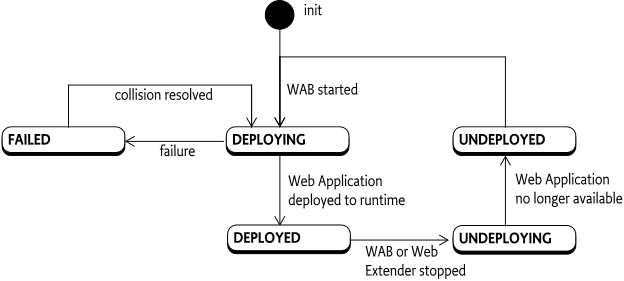 init
WAB started
collision resolved
FAILED
DEPLOYING
UNDEPLOYED
failure
Web Application
deployed to runtime
Web Application
no longer available
DEPLOYED
UNDEPLOYING
WAB or Web
Extender stopped